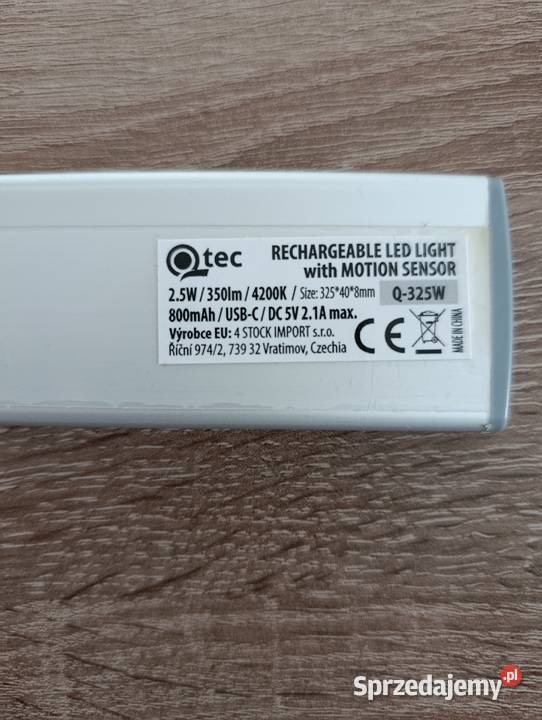 Qtec
RECHARGEABLE LED LIGHT
with MOTION SENSOR
2.5W / 350lm / 4200K / Size: 325*40*8mm Q-325W
800mAh / USB-C / DC 5V 2.1A max.
Výrobce EU: 4 STOCK IMPORT s.r.o.
Říční 974/2, 739 32 Vratimov, Czechia
CE
MADE IN CHINA
Sprzedajemy.pl